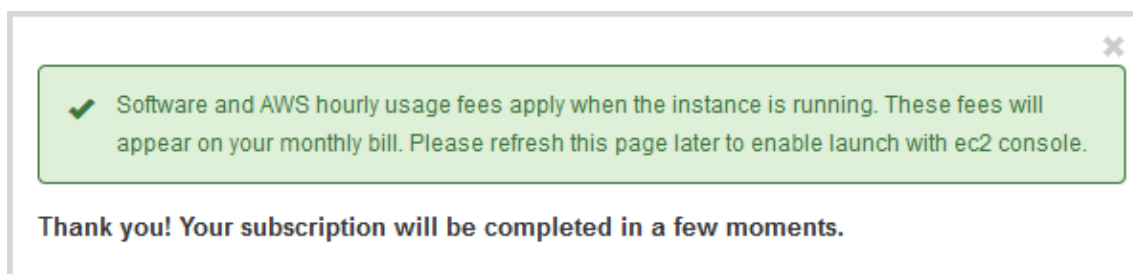 Software and AWS hourly usage fees apply when the instance is running. These fees will
appear on your monthly bill. Please refresh this page later to enable launch with ec2 console.
Thank you! Your subscription will be completed in a few moments.